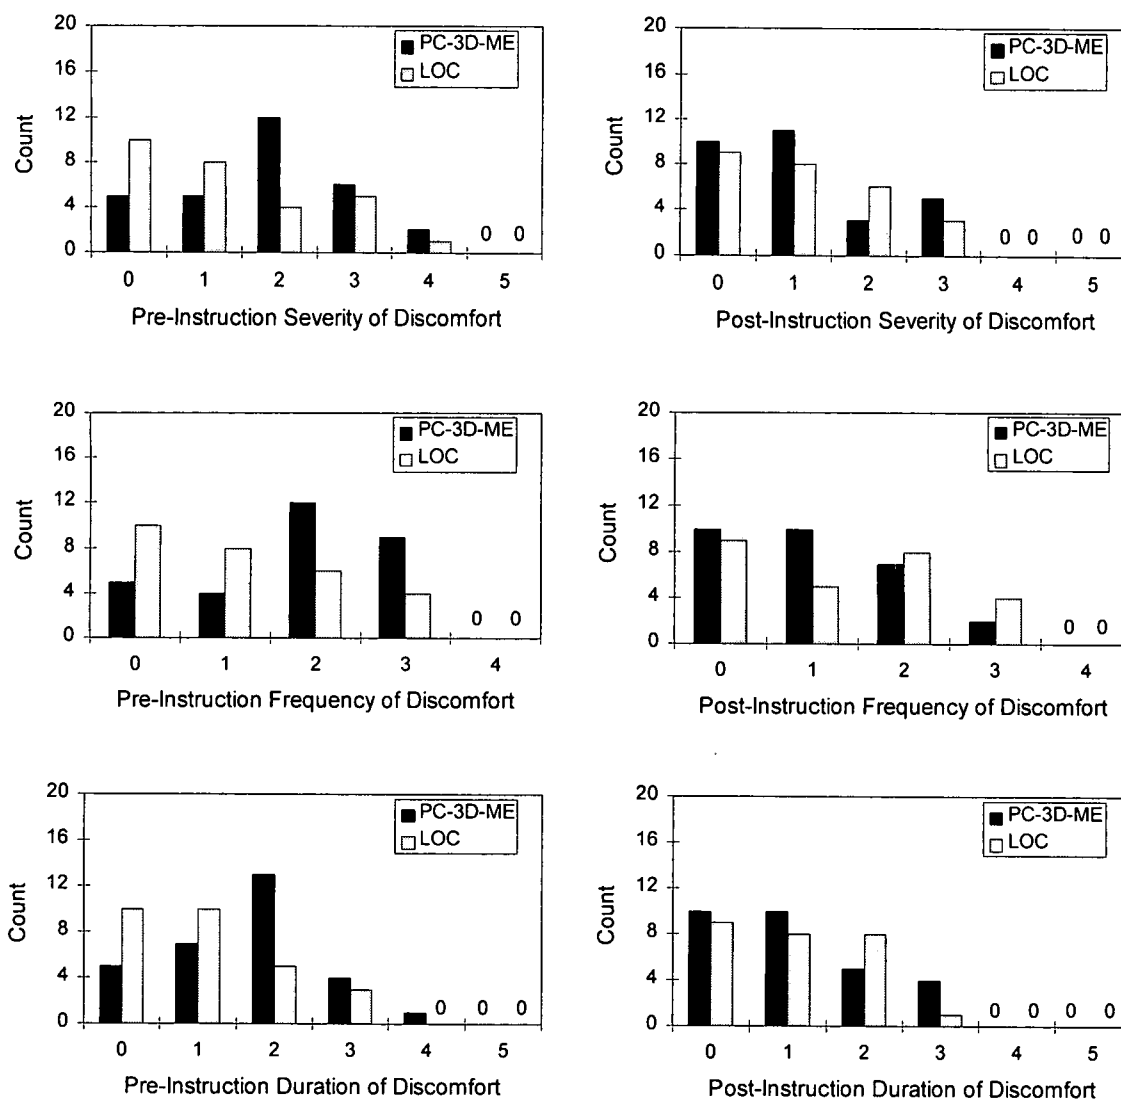 20
16
12
8
4
0
Count
PC-3D-ME
LOC
0 0
0 1 2 3 4 5
Pre-Instruction Severity of Discomfort
20
16
12
8
4
0
Count
PC-3D-ME
LOC
0 0 0 0
0 1 2 3 4 5
Post-Instruction Severity of Discomfort
20
16
12
8
4
0
Count
PC-3D-ME
LOC
0 0
0 1 2 3 4
Pre-Instruction Frequency of Discomfort
20
16
12
8
4
0
Count
PC-3D-ME
LOC
0 0
0 1 2 3 4
Post-Instruction Frequency of Discomfort
20
16
12
8
4
0
Count
PC-3D-ME
LOC
0 0 0
0 1 2 3 4 5
Pre-Instruction Duration of Discomfort
20
16
12
8
4
0
Count
PC-3D-ME
LOC
0 0 0 0
0 1 2 3 4 5
Post-Instruction Duration of Discomfort